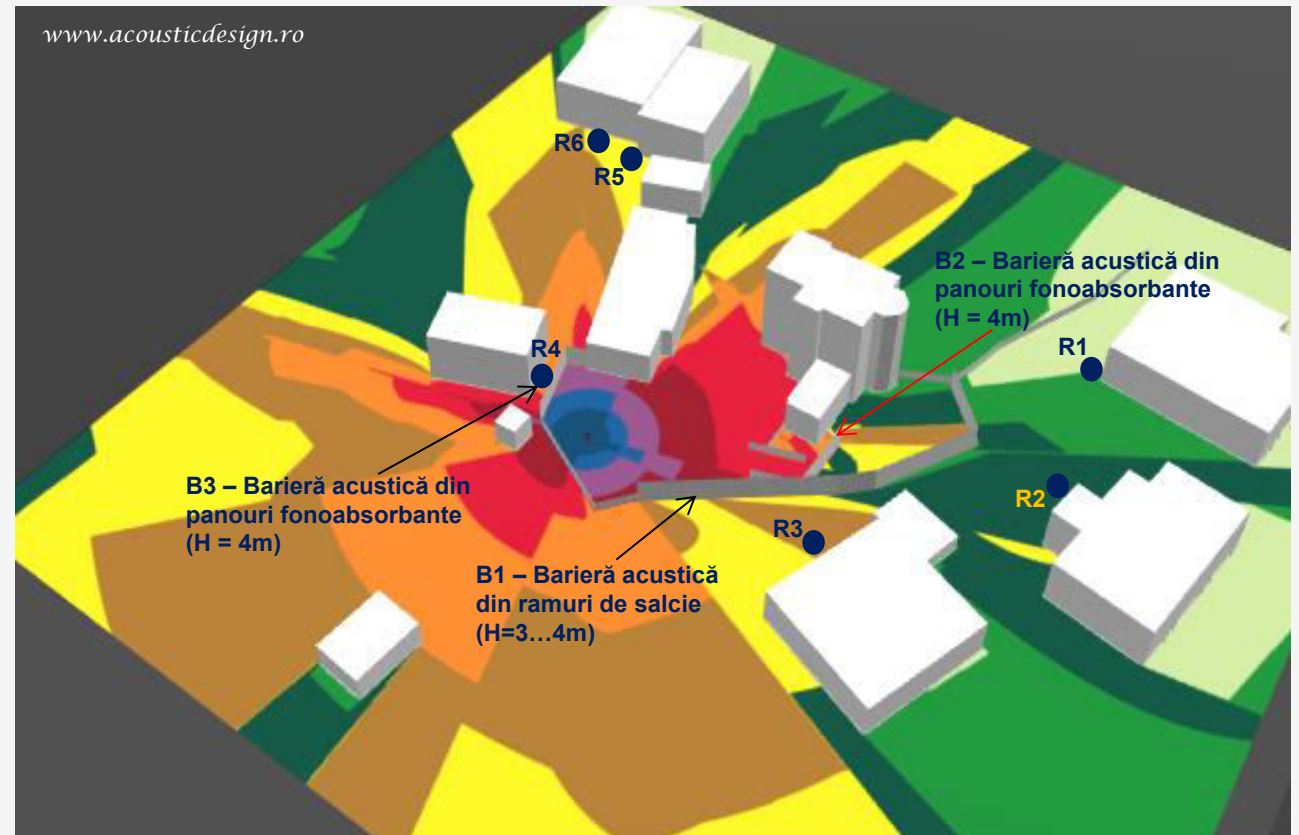 www.acousticdesign.ro
R6
R5
B2 – Barieră acustică din
panouri fonoabsorbante
(H = 4m)
R1
R4
B3 – Barieră acustică din
panouri fonoabsorbante
(H = 4m)
R2
R3
B1 – Barieră acustică
din ramuri de salcie
(H=3…4m)